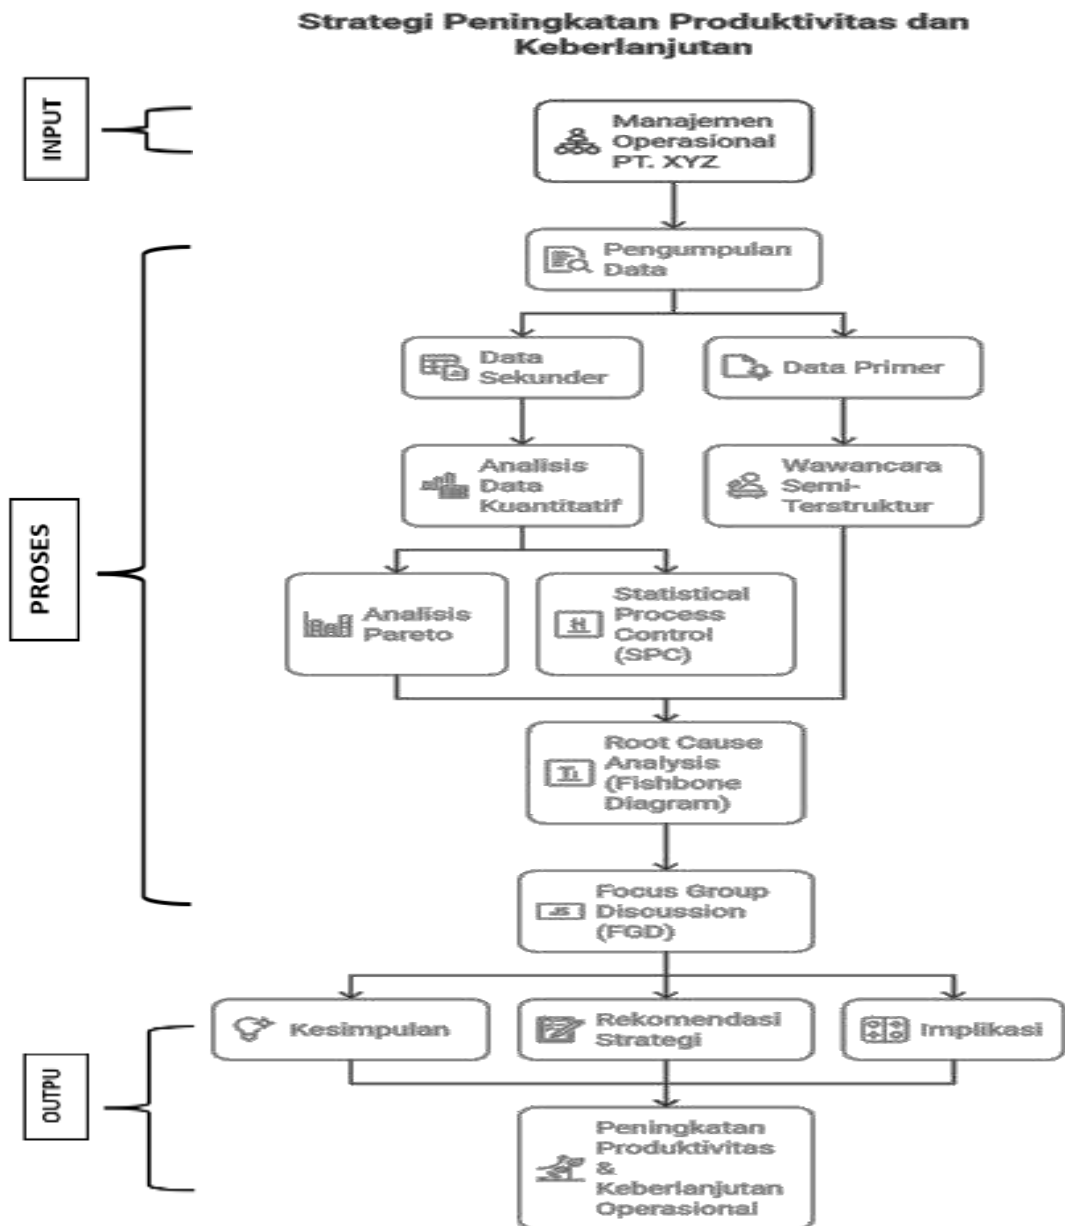 Strategi Peningkatan Produktivitas dan
Keberlanjutan
INPUT
Manajemen
Operasional
PT. XYZ
Pengumpulan
Data
Data
Sekunder
Data Primer
Analisis
Data
Kuantitatif
Wawancara
Semi-
Terstruktur
PROSES
Analisis
Pareto
Statistical
Process
Control
(SPC)
Root Cause
Analysis
(Fishbone
Diagram)
Focus Group
Discussion
(FGD)
Kesimpulan
Rekomendasi
Strategi
Implikasi
OUTPU
Peningkatan
Produktivitas
&
Keberlanjutan
Operasional